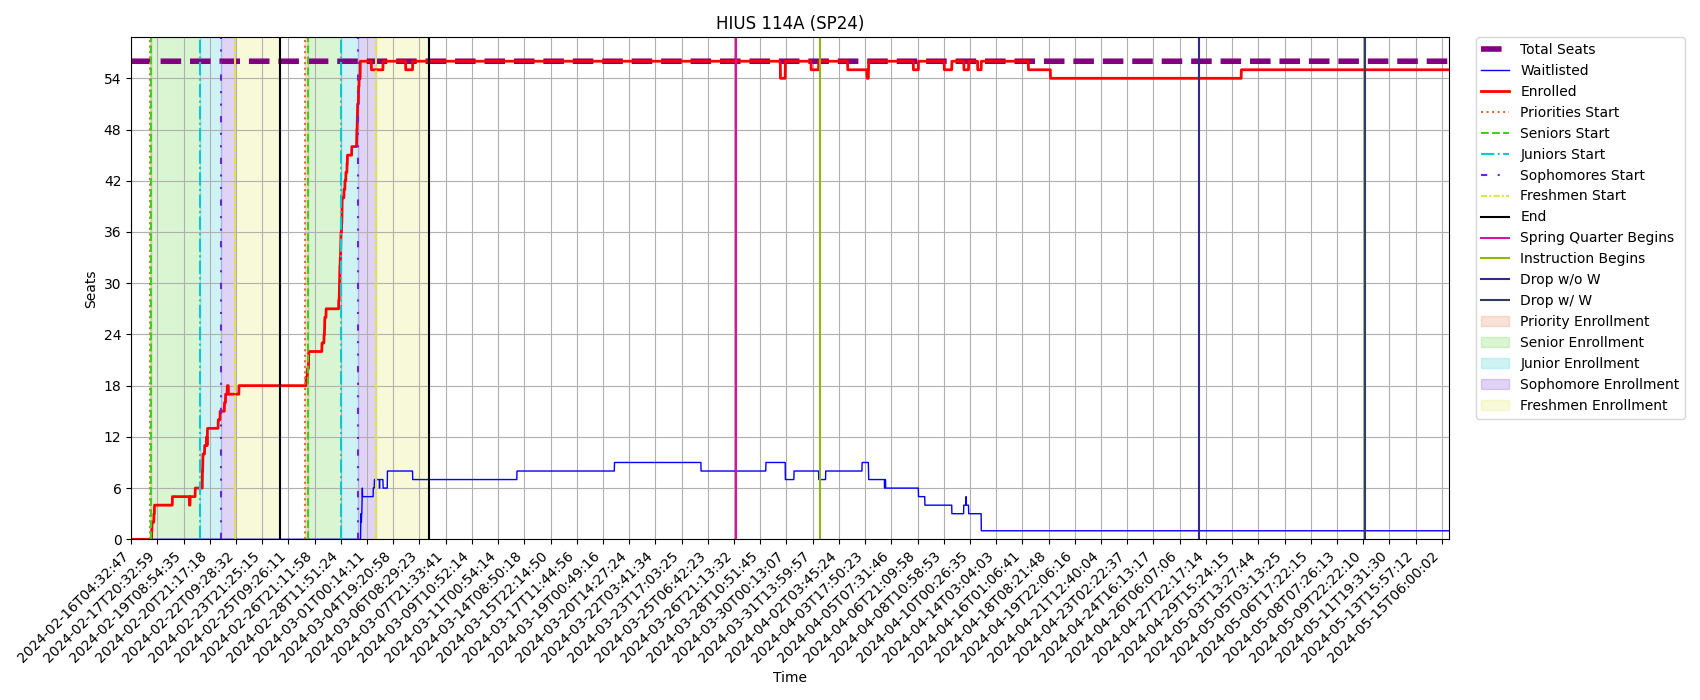 HIUS 114A (SP24)
Seats
54
48
42
36
30
24
18
12
6
0
2024-02-16T04:32:47
2024-02-17T20:32:59
2024-02-19T08:54:35
2024-02-20T21:17:18
2024-02-22T09:28:32
2024-02-23T21:25:15
2024-02-25T09:26:11
2024-02-26T21:11:58
2024-02-28T11:51:24
2024-03-01T00:14:11
2024-03-04T19:20:58
2024-03-06T08:29:23
2024-03-07T21:33:41
2024-03-09T10:52:14
2024-03-11T00:54:14
2024-03-14T08:50:18
2024-03-15T22:14:50
2024-03-17T11:44:56
2024-03-19T00:49:16
2024-03-20T14:27:24
2024-03-22T03:41:34
2024-03-23T17:03:25
2024-03-25T06:42:23
2024-03-26T21:13:32
2024-03-28T10:51:45
2024-03-30T00:13:07
2024-03-31T13:59:57
2024-04-02T03:45:24
2024-04-03T17:50:23
2024-04-05T07:31:46
2024-04-06T21:09:58
2024-04-08T10:58:53
2024-04-10T00:26:35
2024-04-14T03:04:03
2024-04-16T01:06:41
2024-04-18T08:21:48
2024-04-19T22:06:16
2024-04-21T12:40:04
2024-04-23T02:22:37
2024-04-24T16:13:17
2024-04-26T06:07:06
2024-04-27T22:17:14
2024-04-29T15:24:15
2024-05-03T13:27:44
2024-05-05T03:13:25
2024-05-06T17:22:15
2024-05-08T07:26:13
2024-05-09T22:22:10
2024-05-11T19:31:30
2024-05-13T15:57:12
2024-05-15T06:00:02
Time
Total Seats
Waitlisted
Enrolled
Priorities Start
Seniors Start
Juniors Start
Sophomores Start
Freshmen Start
End
Spring Quarter Begins
Instruction Begins
Drop w/o W
Drop w/ W
Priority Enrollment
Senior Enrollment
Junior Enrollment
Sophomore Enrollment
Freshmen Enrollment